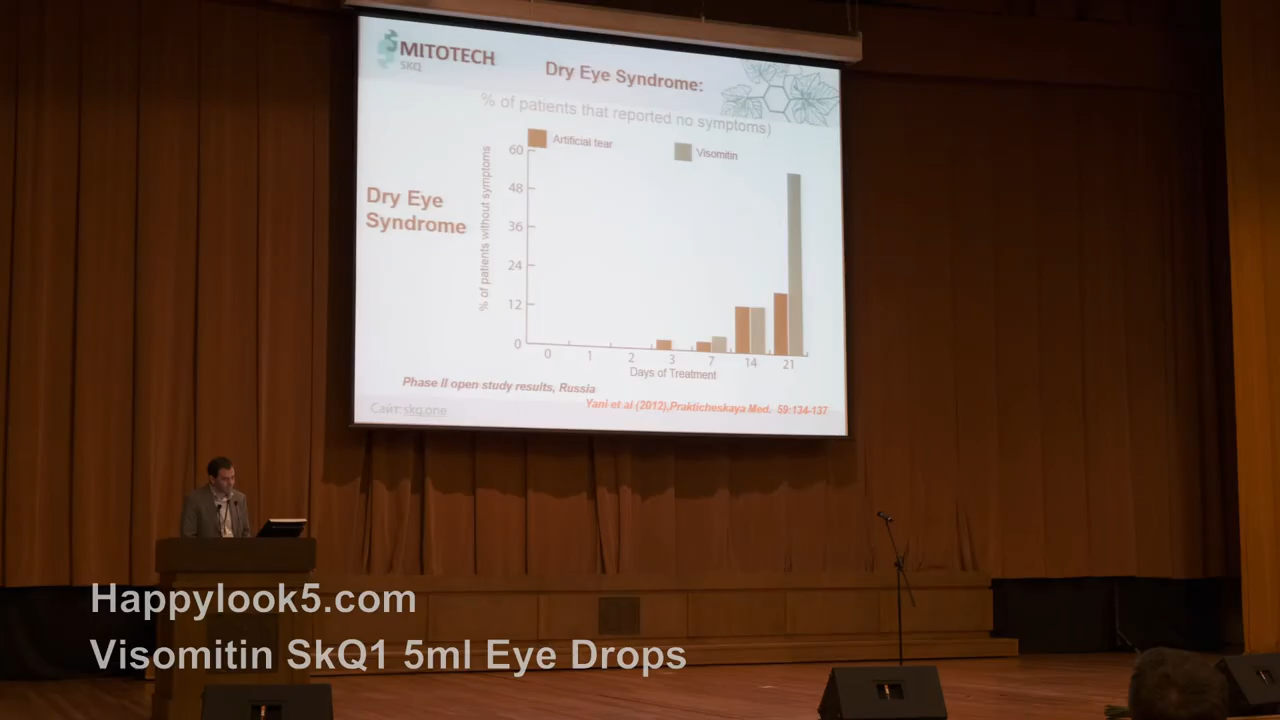 MITOTECH
SKQ
Dry Eye Syndrome:
% of patients that reported no symptoms)
Artificial tear
Visomitin
% of patients without symptoms
60
48
36
24
12
0
Dry Eye
Syndrome
0 1 2 3 7 14 21
Days of Treatment
Phase II open study results, Russia
Yani et al (2012),Prakticheskaya Med. 59:134-137
Сайт: skq.one
Happylook5.com
Visomitin SkQ1 5ml Eye Drops